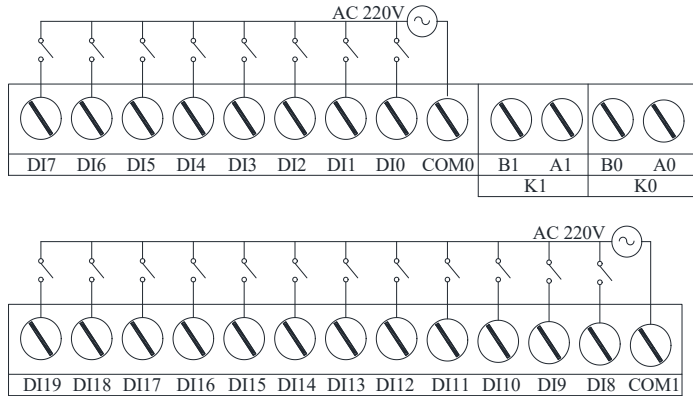 AC 220V
DI7 DI6 DI5 DI4 DI3 DI2 DI1 DI0 COM0 B1 A1 B0 A0
K1 K0
AC 220V
DI19 DI18 DI17 DI16 DI15 DI14 DI13 DI12 DI11 DI10 DI9 DI8 COM1